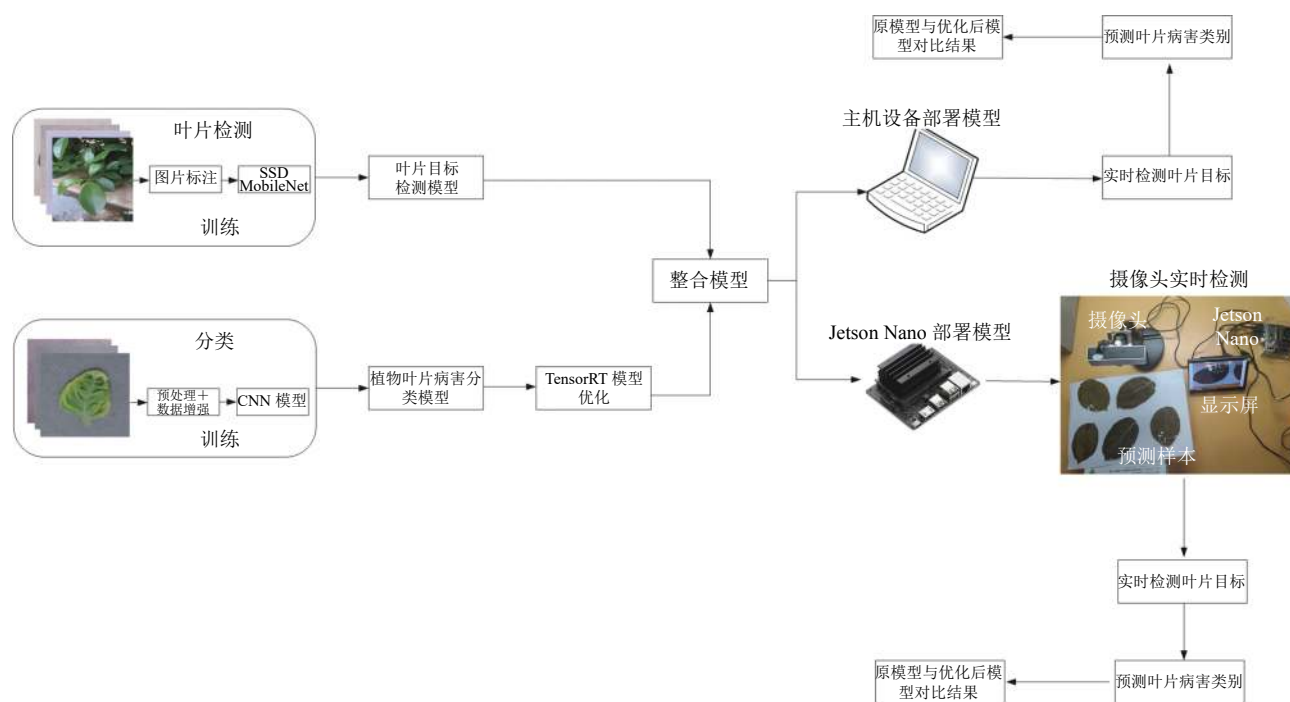 原模型与优化后模
型对比结果
预测叶片病害类别
叶片检测
图片标注
SSD
MobileNet
训练
叶片目标
检测模型
主机设备部署模型
实时检测叶片目标
整合模型
分类
预处理+
数据增强
CNN 模型
训练
植物叶片病害分
类模型
TensorRT 模型
优化
Jetson Nano 部署模型
摄像头实时检测
摄像头
Jetson
Nano
显示屏
预测样本
实时检测叶片目标
预测叶片病害类别
原模型与优化后模
型对比结果